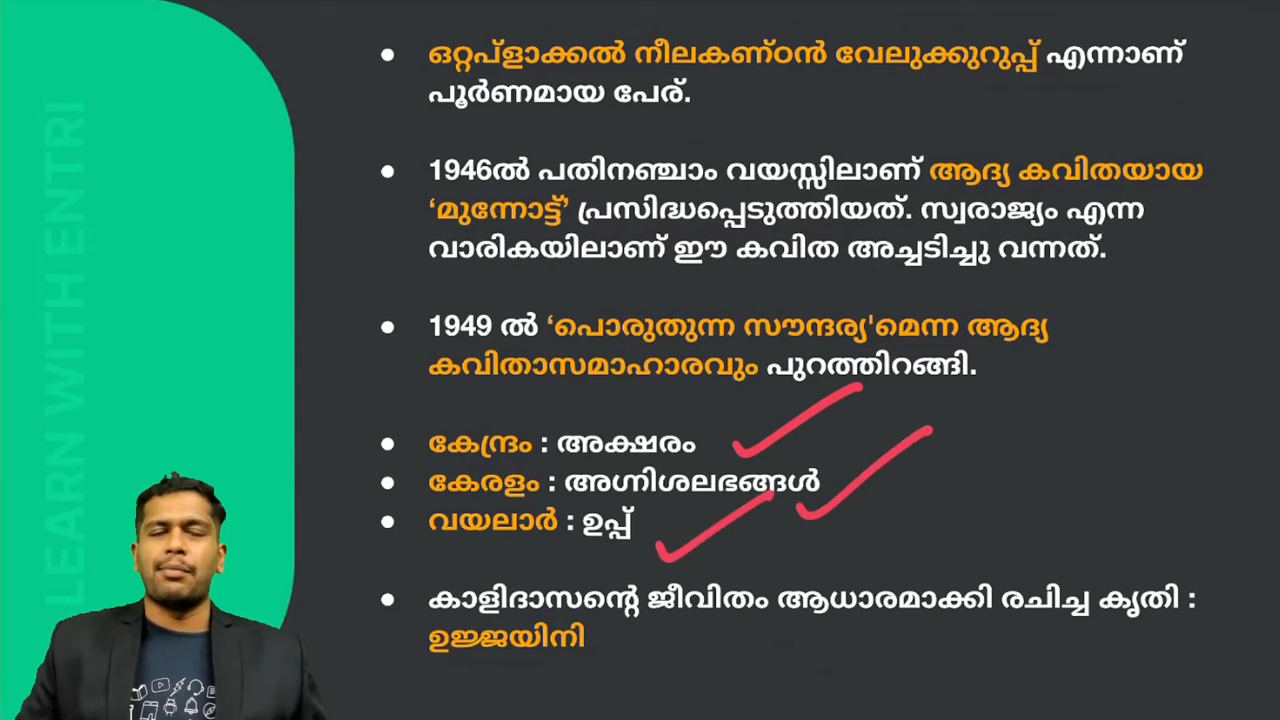 LEARN WITH ENTRI
ഒറ്റപ്ളാക്കൽ നീലകണ്ഠൻ വേലുക്കുറുപ്പ് എന്നാണ്
പൂർണമായ പേര്.
1946ൽ പതിനഞ്ചാം വയസ്സിലാണ് ആദ്യ കവിതയായ
‘മുന്നോട്ട്’ പ്രസിദ്ധപ്പെടുത്തിയത്. സ്വരാജ്യം എന്ന
വാരികയിലാണ് ഈ കവിത അച്ചടിച്ചു വന്നത്.
1949 ൽ ‘പൊരുതുന്ന സൗന്ദര്യ'മെന്ന ആദ്യ
കവിതാസമാഹാരവും പുറത്തിറങ്ങി.
കേന്ദ്രം : അക്ഷരം
കേരളം : അഗ്നിശലഭങ്ങൾ
വയലാർ : ഉപ്പ്
കാളിദാസന്റെ ജീവിതം ആധാരമാക്കി രചിച്ച കൃതി :
ഉജ്ജയിനി